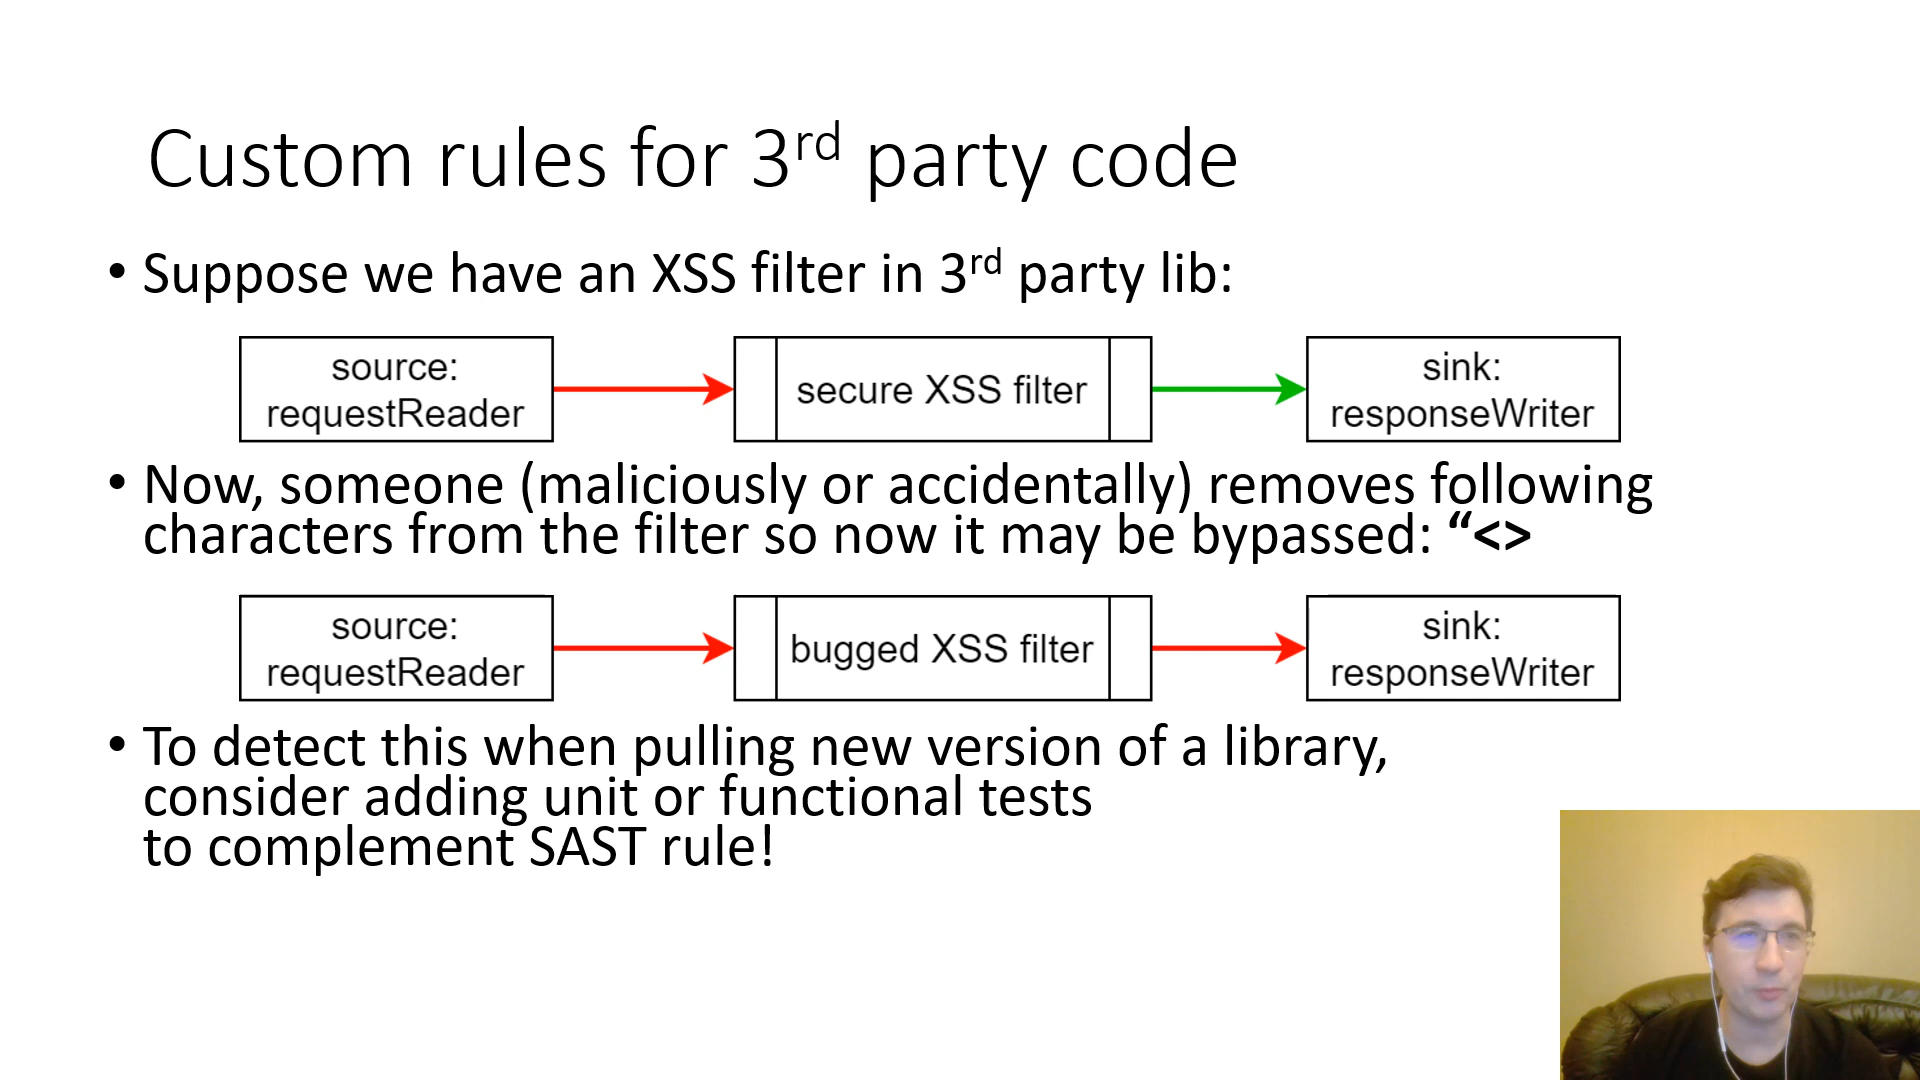 Custom rules for 3rd party code
• Suppose we have an XSS filter in 3rd party lib:
source:
requestReader
secure XSS filter
sink:
responseWriter
• Now, someone (maliciously or accidentally) removes following
characters from the filter so now it may be bypassed: “<>
source:
requestReader
bugged XSS filter
sink:
responseWriter
• To detect this when pulling new version of a library,
consider adding unit or functional tests
to complement SAST rule!